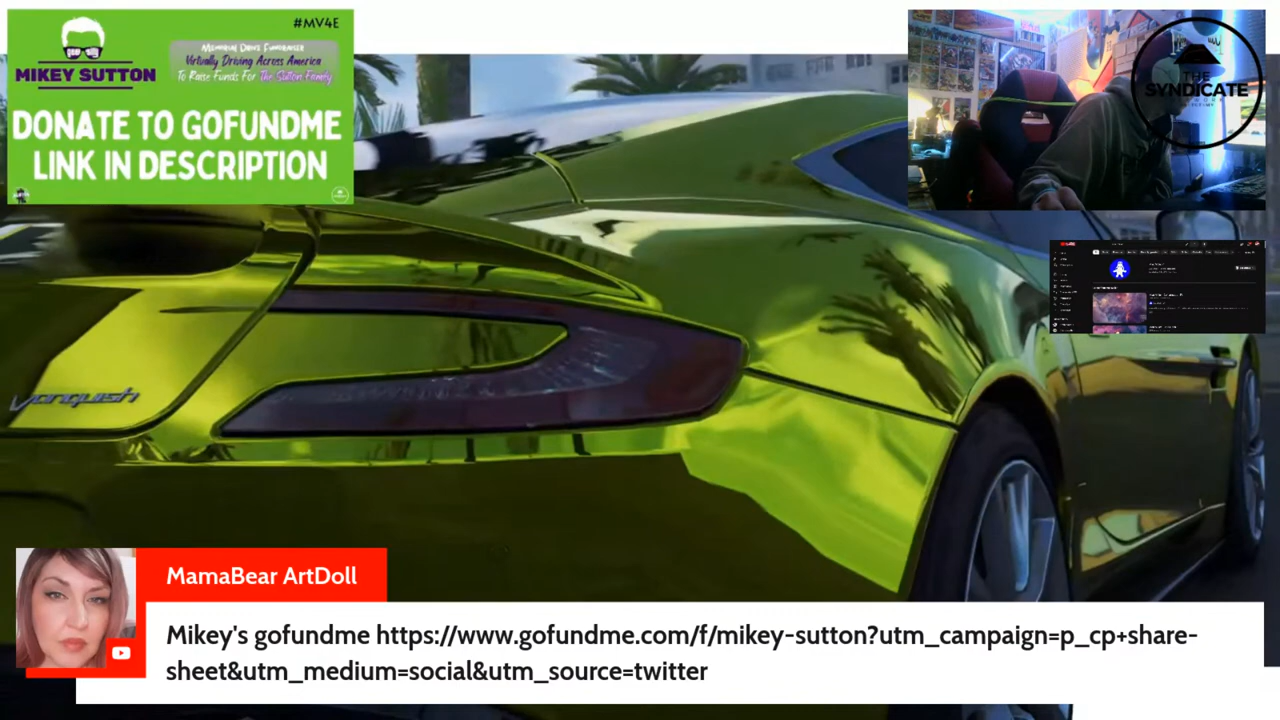 #MV4E
MEMORIAL DRIVE FUNDRAISER
Virtually Driving Across America
To Raise Funds For The Sutton Family
MIKEY SUTTON
DONATE TO GOFUNDME
LINK IN DESCRIPTION
THE
SYNDICATE
Vanquish
MamaBear ArtDoll
Mikey's gofundme https://www.gofundme.com/f/mikey-sutton?utm_campaign=p_cp+share-
sheet&utm_medium=social&utm_source=twitter